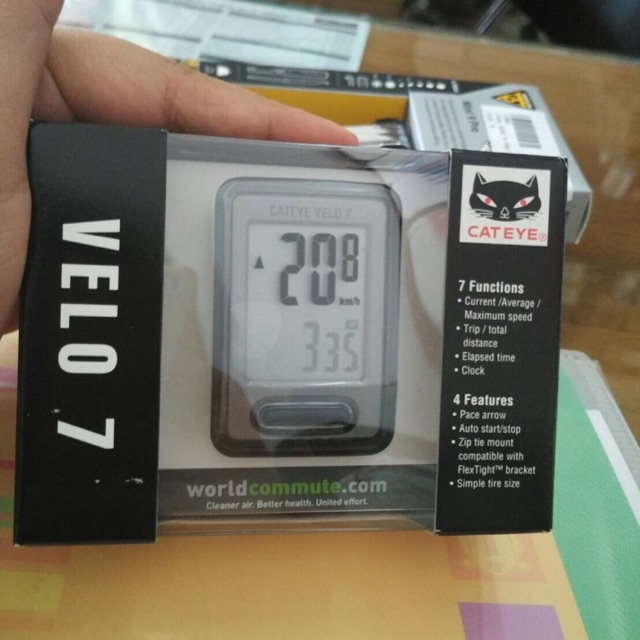 VELO 7
CATEYE VELO 7
20.8
km/h
335
worldcommute.com
Cleaner air. Better health. United effort.
CATEYE®
7 Functions
• Current /Average /
Maximum speed
• Trip / total
distance
• Elapsed time
• Clock
4 Features
• Pace arrow
• Auto start/stop
• Zip tie mount
compatible with
FlexTight™ bracket
• Simple tire size